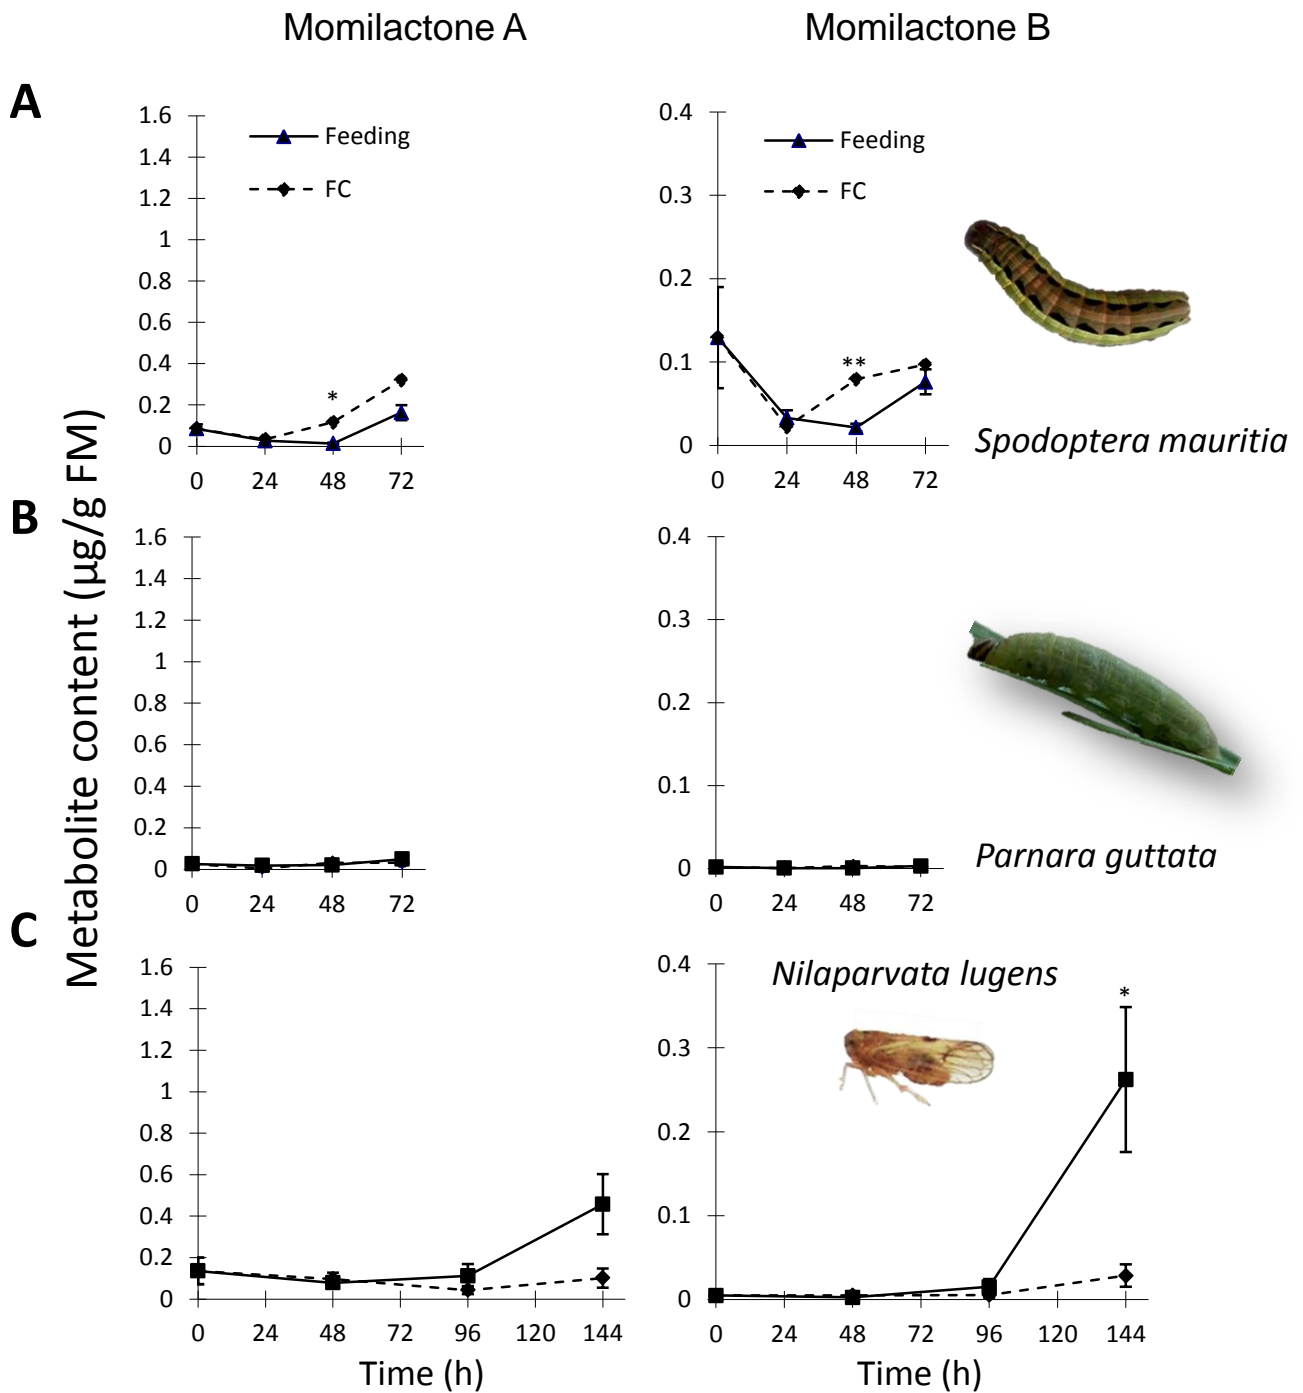 Momilactone A
Momilactone B
A
Metabolite content (µg/g FM)
1.6
1.4
1.2
1
0.8
0.6
0.4
0.2
0
Feeding
FC
*
0 24 48 72
0.4
0.3
0.2
0.1
0
Feeding
FC
**
0 24 48 72
Spodoptera mauritia
B
1.6
1.4
1.2
1
0.8
0.6
0.4
0.2
0
0 24 48 72
0.4
0.3
0.2
0.1
0
0 24 48 72
Parnara guttata
C
1.6
1.4
1.2
1
0.8
0.6
0.4
0.2
0
0 24 48 72 96 120 144
Time (h)
0.4
0.3
0.2
0.1
0
Nilaparvata lugens
*
0 24 48 72 96 120 144
Time (h)